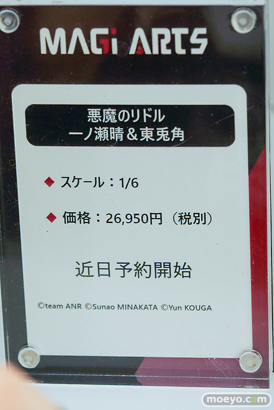 MAGi ARTS
悪魔のリドル
一ノ瀬晴＆東兎角
◆ スケール：1/6
◆ 価格：26,950円（税別）
近日予約開始
©team ANR ©Sunao MINAKATA ©Yun KOUGA
moeyo.com